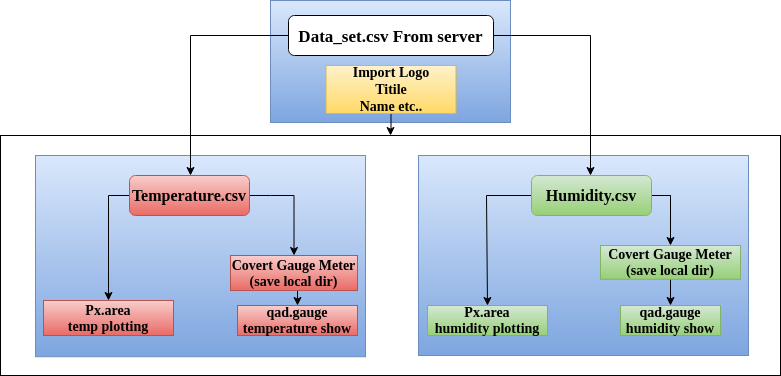 Data_set.csv From server
Import Logo
Titile
Name etc..
Temperature.csv
Humidity.csv
Covert Gauge Meter
(save local dir)
Covert Gauge Meter
(save local dir)
Px.area
temp plotting
qad.gauge
temperature show
Px.area
humidity plotting
qad.gauge
humidity show